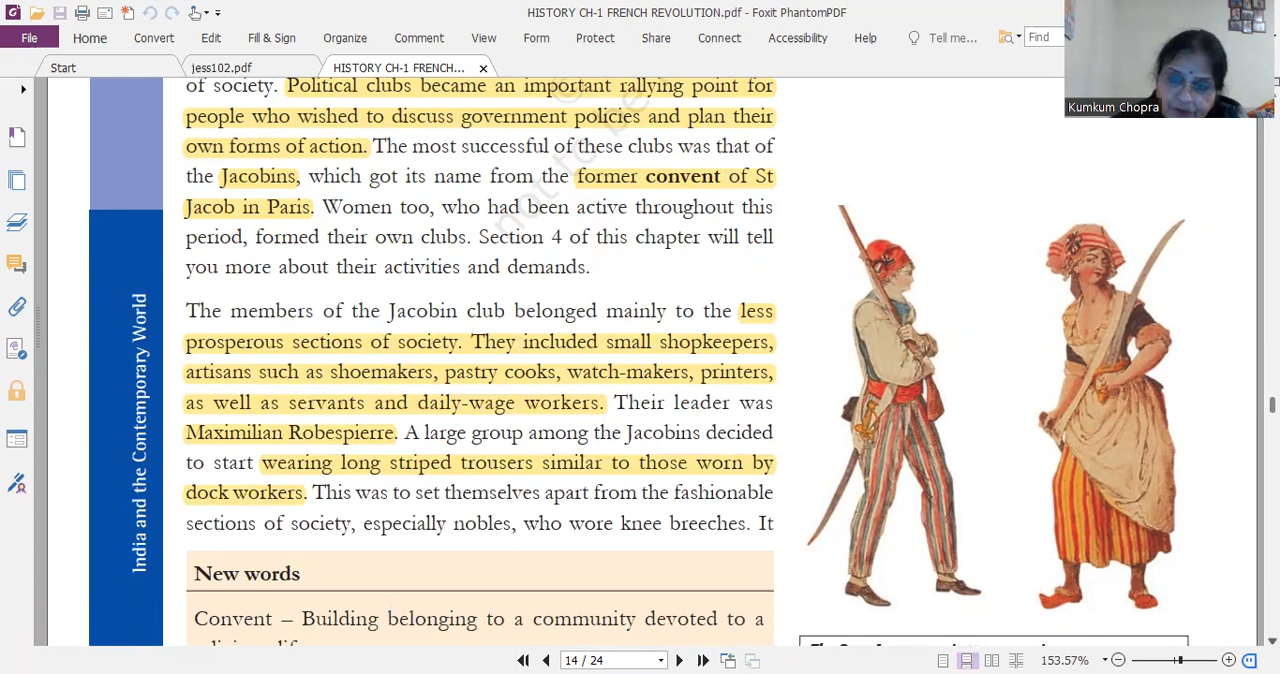 HISTORY CH-1 FRENCH REVOLUTION.pdf - Foxit PhantomPDF
File Home Convert Edit Fill & Sign Organize Comment View Form Protect Share Connect Accessibility Help Tell me... Find
Start jess102.pdf HISTORY CH-1 FRENCH...
Kumkum Chopra
of society. Political clubs became an important rallying point for
people who wished to discuss government policies and plan their
own forms of action. The most successful of these clubs was that of
the Jacobins, which got its name from the former convent of St
Jacob in Paris. Women too, who had been active throughout this
period, formed their own clubs. Section 4 of this chapter will tell
you more about their activities and demands.
not to be
The members of the Jacobin club belonged mainly to the less
prosperous sections of society. They included small shopkeepers,
artisans such as shoemakers, pastry cooks, watch-makers, printers,
as well as servants and daily-wage workers. Their leader was
Maximilian Robespierre. A large group among the Jacobins decided
to start wearing long striped trousers similar to those worn by
dock workers. This was to set themselves apart from the fashionable
sections of society, especially nobles, who wore knee breeches. It
India and the Contemporary World
New words
Convent – Building belonging to a community devoted to a
14 / 24
153.57%